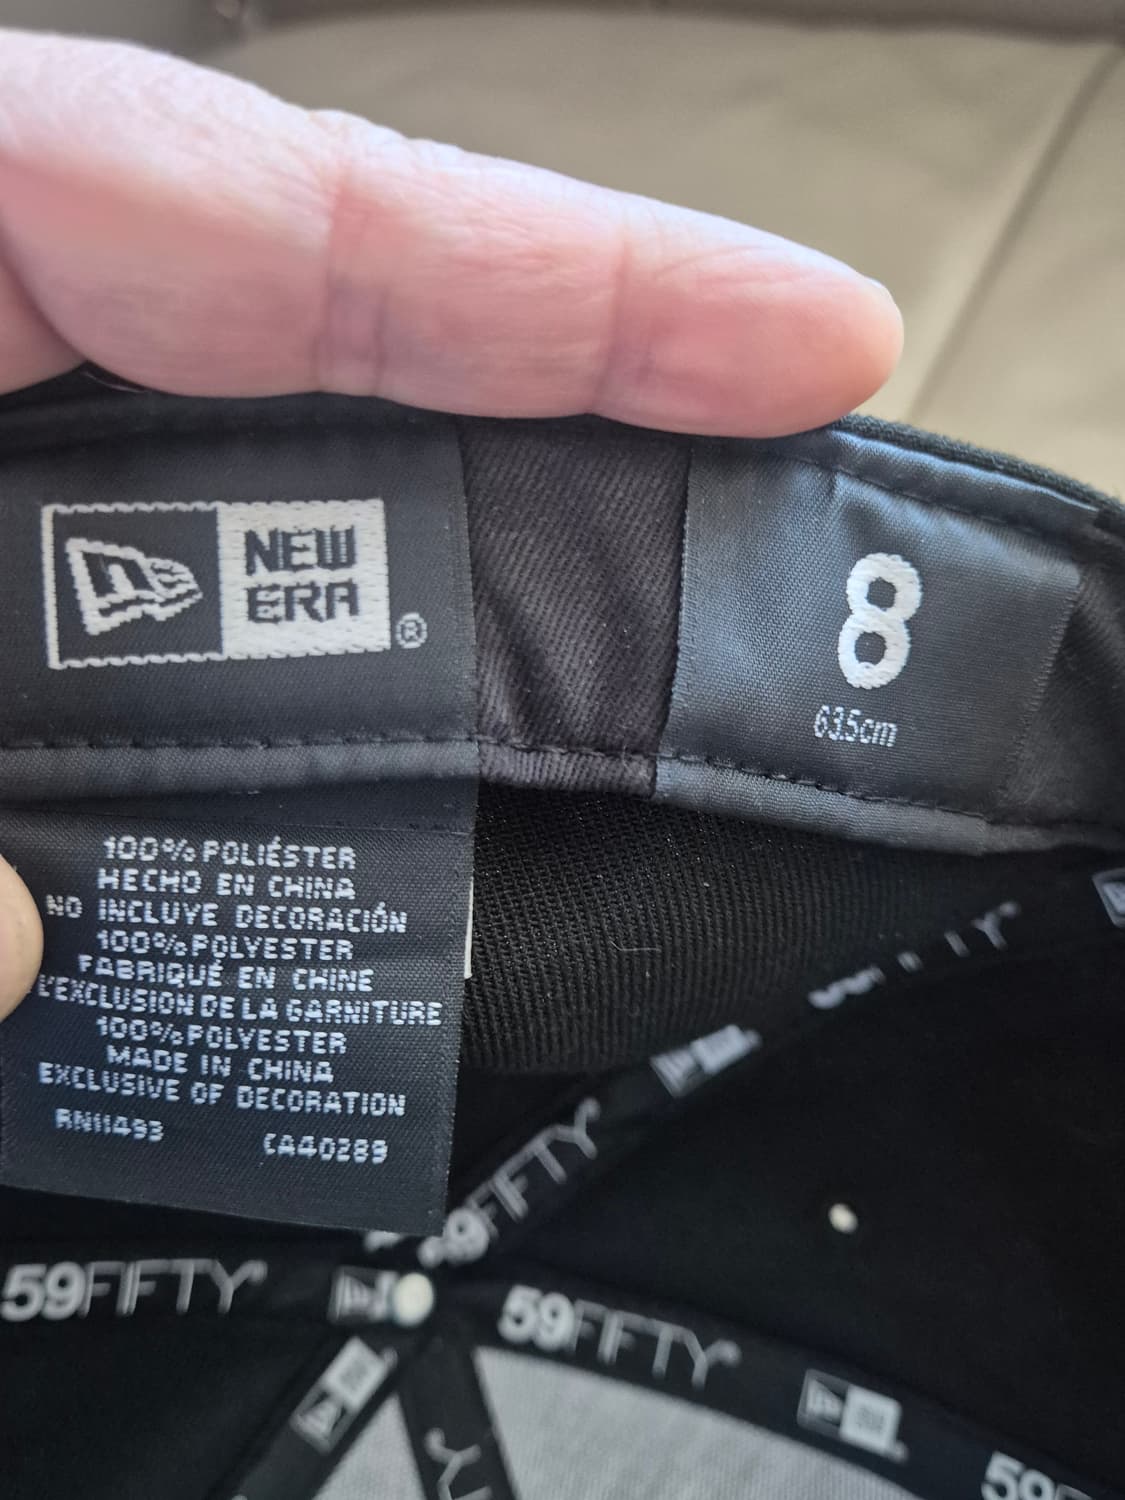 NEW
ERA
®
8
63.5cm
100% POLIÉSTER
HECHO EN CHINA
NO INCLUYE DECORACIÓN
100% POLYESTER
FABRIQUÉ EN CHINE
L'EXCLUSION DE LA GARNITURE
100% POLYESTER
MADE IN CHINA
EXCLUSIVE OF DECORATION
RN11493 CA40289
59FIFTY
59FIFTY
59FIFTY